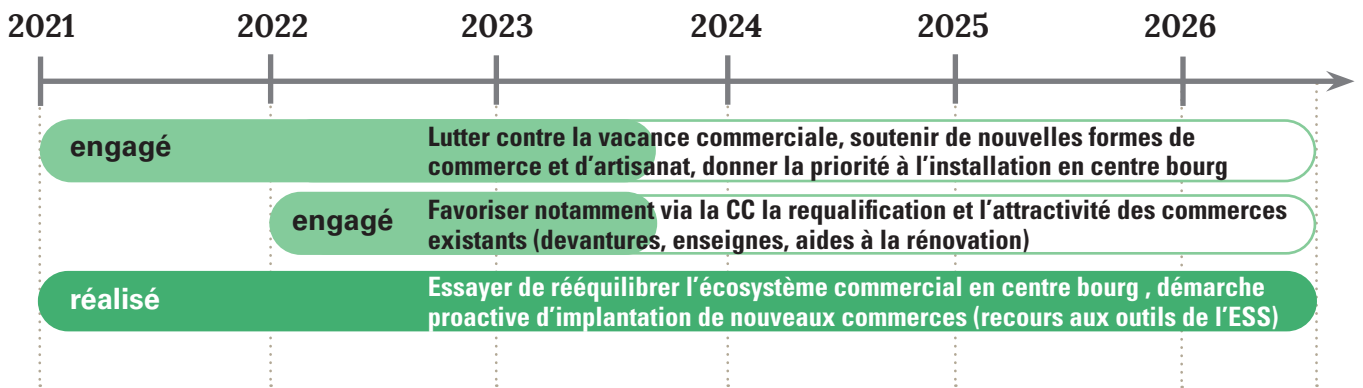 2021 2022 2023 2024 2025 2026
engagé
Lutter contre la vacance commerciale, soutenir de nouvelles formes de
commerce et d'artisanat, donner la priorité à l'installation en centre bourg
engagé
Favoriser notamment via la CC la requalification et l'attractivité des commerces
existants (devantures, enseignes, aides à la rénovation)
réalisé
Essayer de rééquilibrer l'écosystème commercial en centre bourg , démarche
proactive d'implantation de nouveaux commerces (recours aux outils de l'ESS)